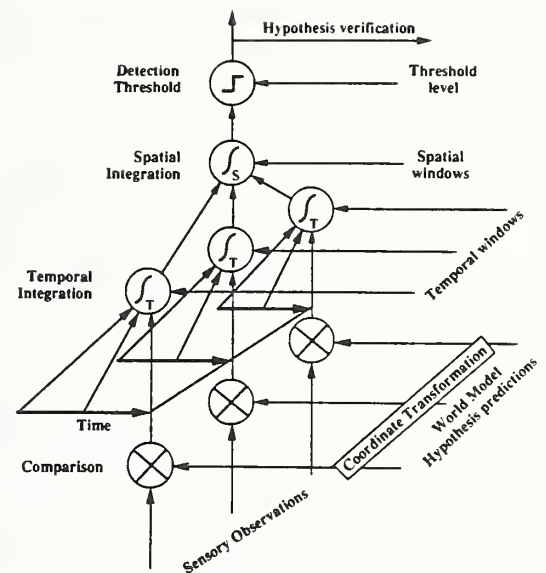 Hypothesis verification
Detection
Threshold
Threshold
level
Spatial
Integration
∫S
Spatial
windows
∫T
∫T
Temporal
Integration
∫T
Temporal windows
Time
Comparison
Coordinate Transformation
World Model
Hypothesis predictions
Sensory Observations